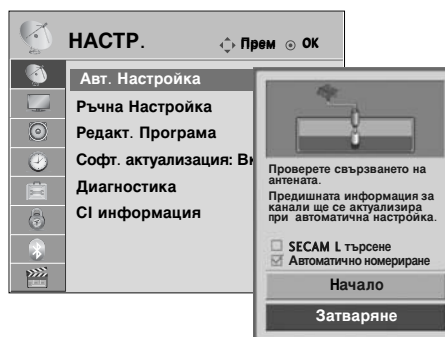 НАСТР.
Прем ОК
Авт. Настройка
Ръчна Настройка
Редакт. Програма
Софт. актуализация: Вк
Диагностика
CI информация
Проверете свързването на
антената.
Предишната информация за
канали ще се актуализира
при автоматична настройка.
SECAM L търсене
Автоматично номериране
Начало
Затваряне